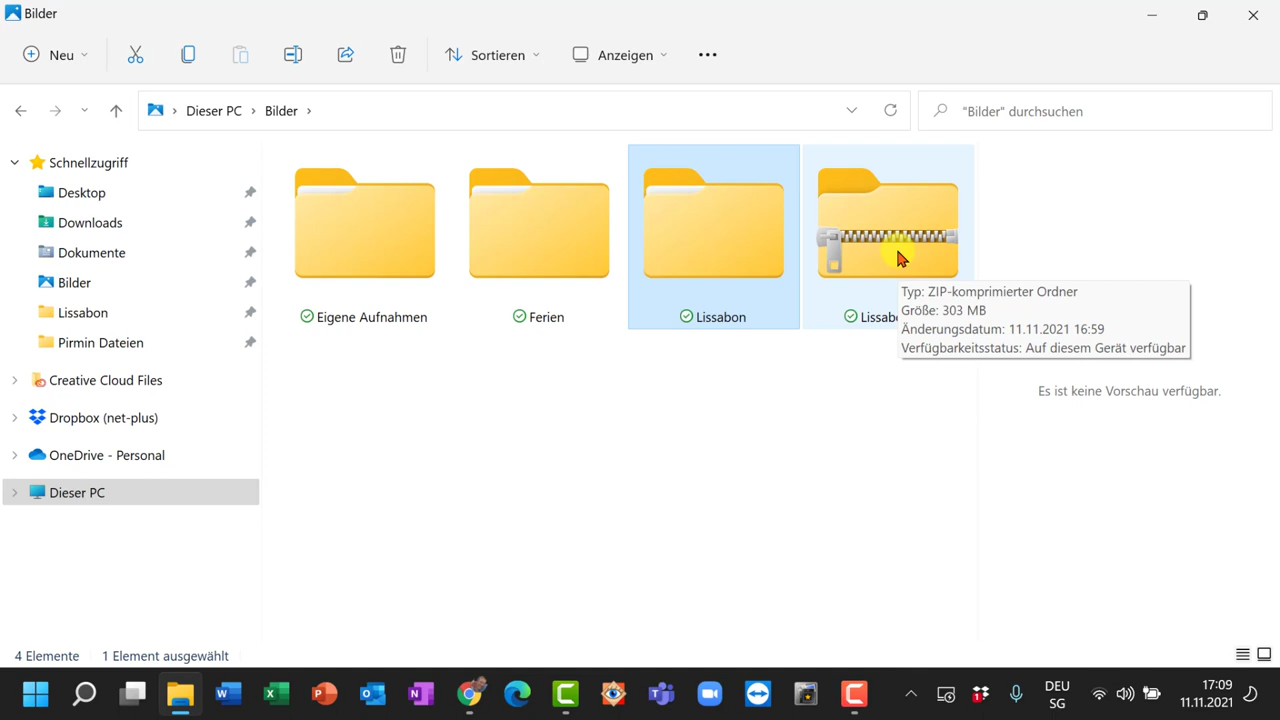 Bilder
Neu
Sortieren
Anzeigen
Dieser PC
Bilder
"Bilder" durchsuchen
Schnellzugriff
Desktop
Downloads
Dokumente
Bilder
Lissabon
Pirmin Dateien
Creative Cloud Files
Dropbox (net-plus)
OneDrive - Personal
Dieser PC
Eigene Aufnahmen
Ferien
Lissabon
Typ: ZIP-komprimierter Ordner
Größe: 303 MB
Änderungsdatum: 11.11.2021 16:59
Verfügbarkeitsstatus: Auf diesem Gerät verfügbar
Es ist keine Vorschau verfügbar.
4 Elemente 1 Element ausgewählt
DEU
SG
17:09
11.11.2021